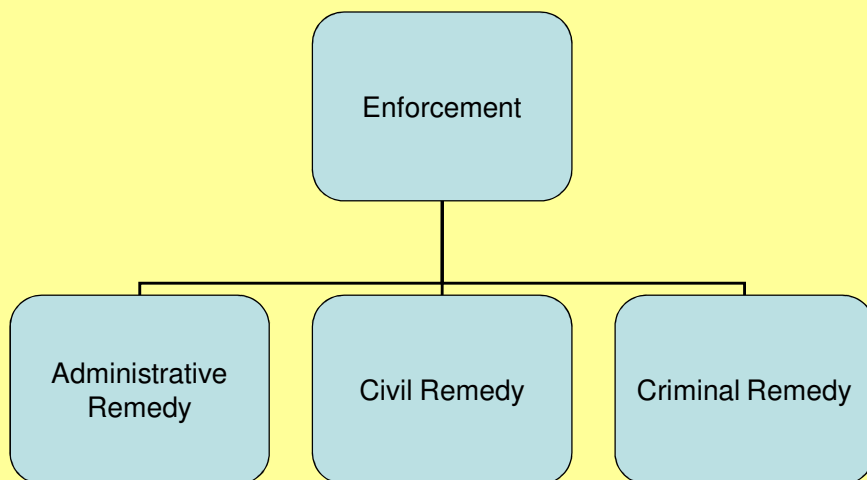 Enforcement
Administrative
Remedy
Civil Remedy
Criminal Remedy